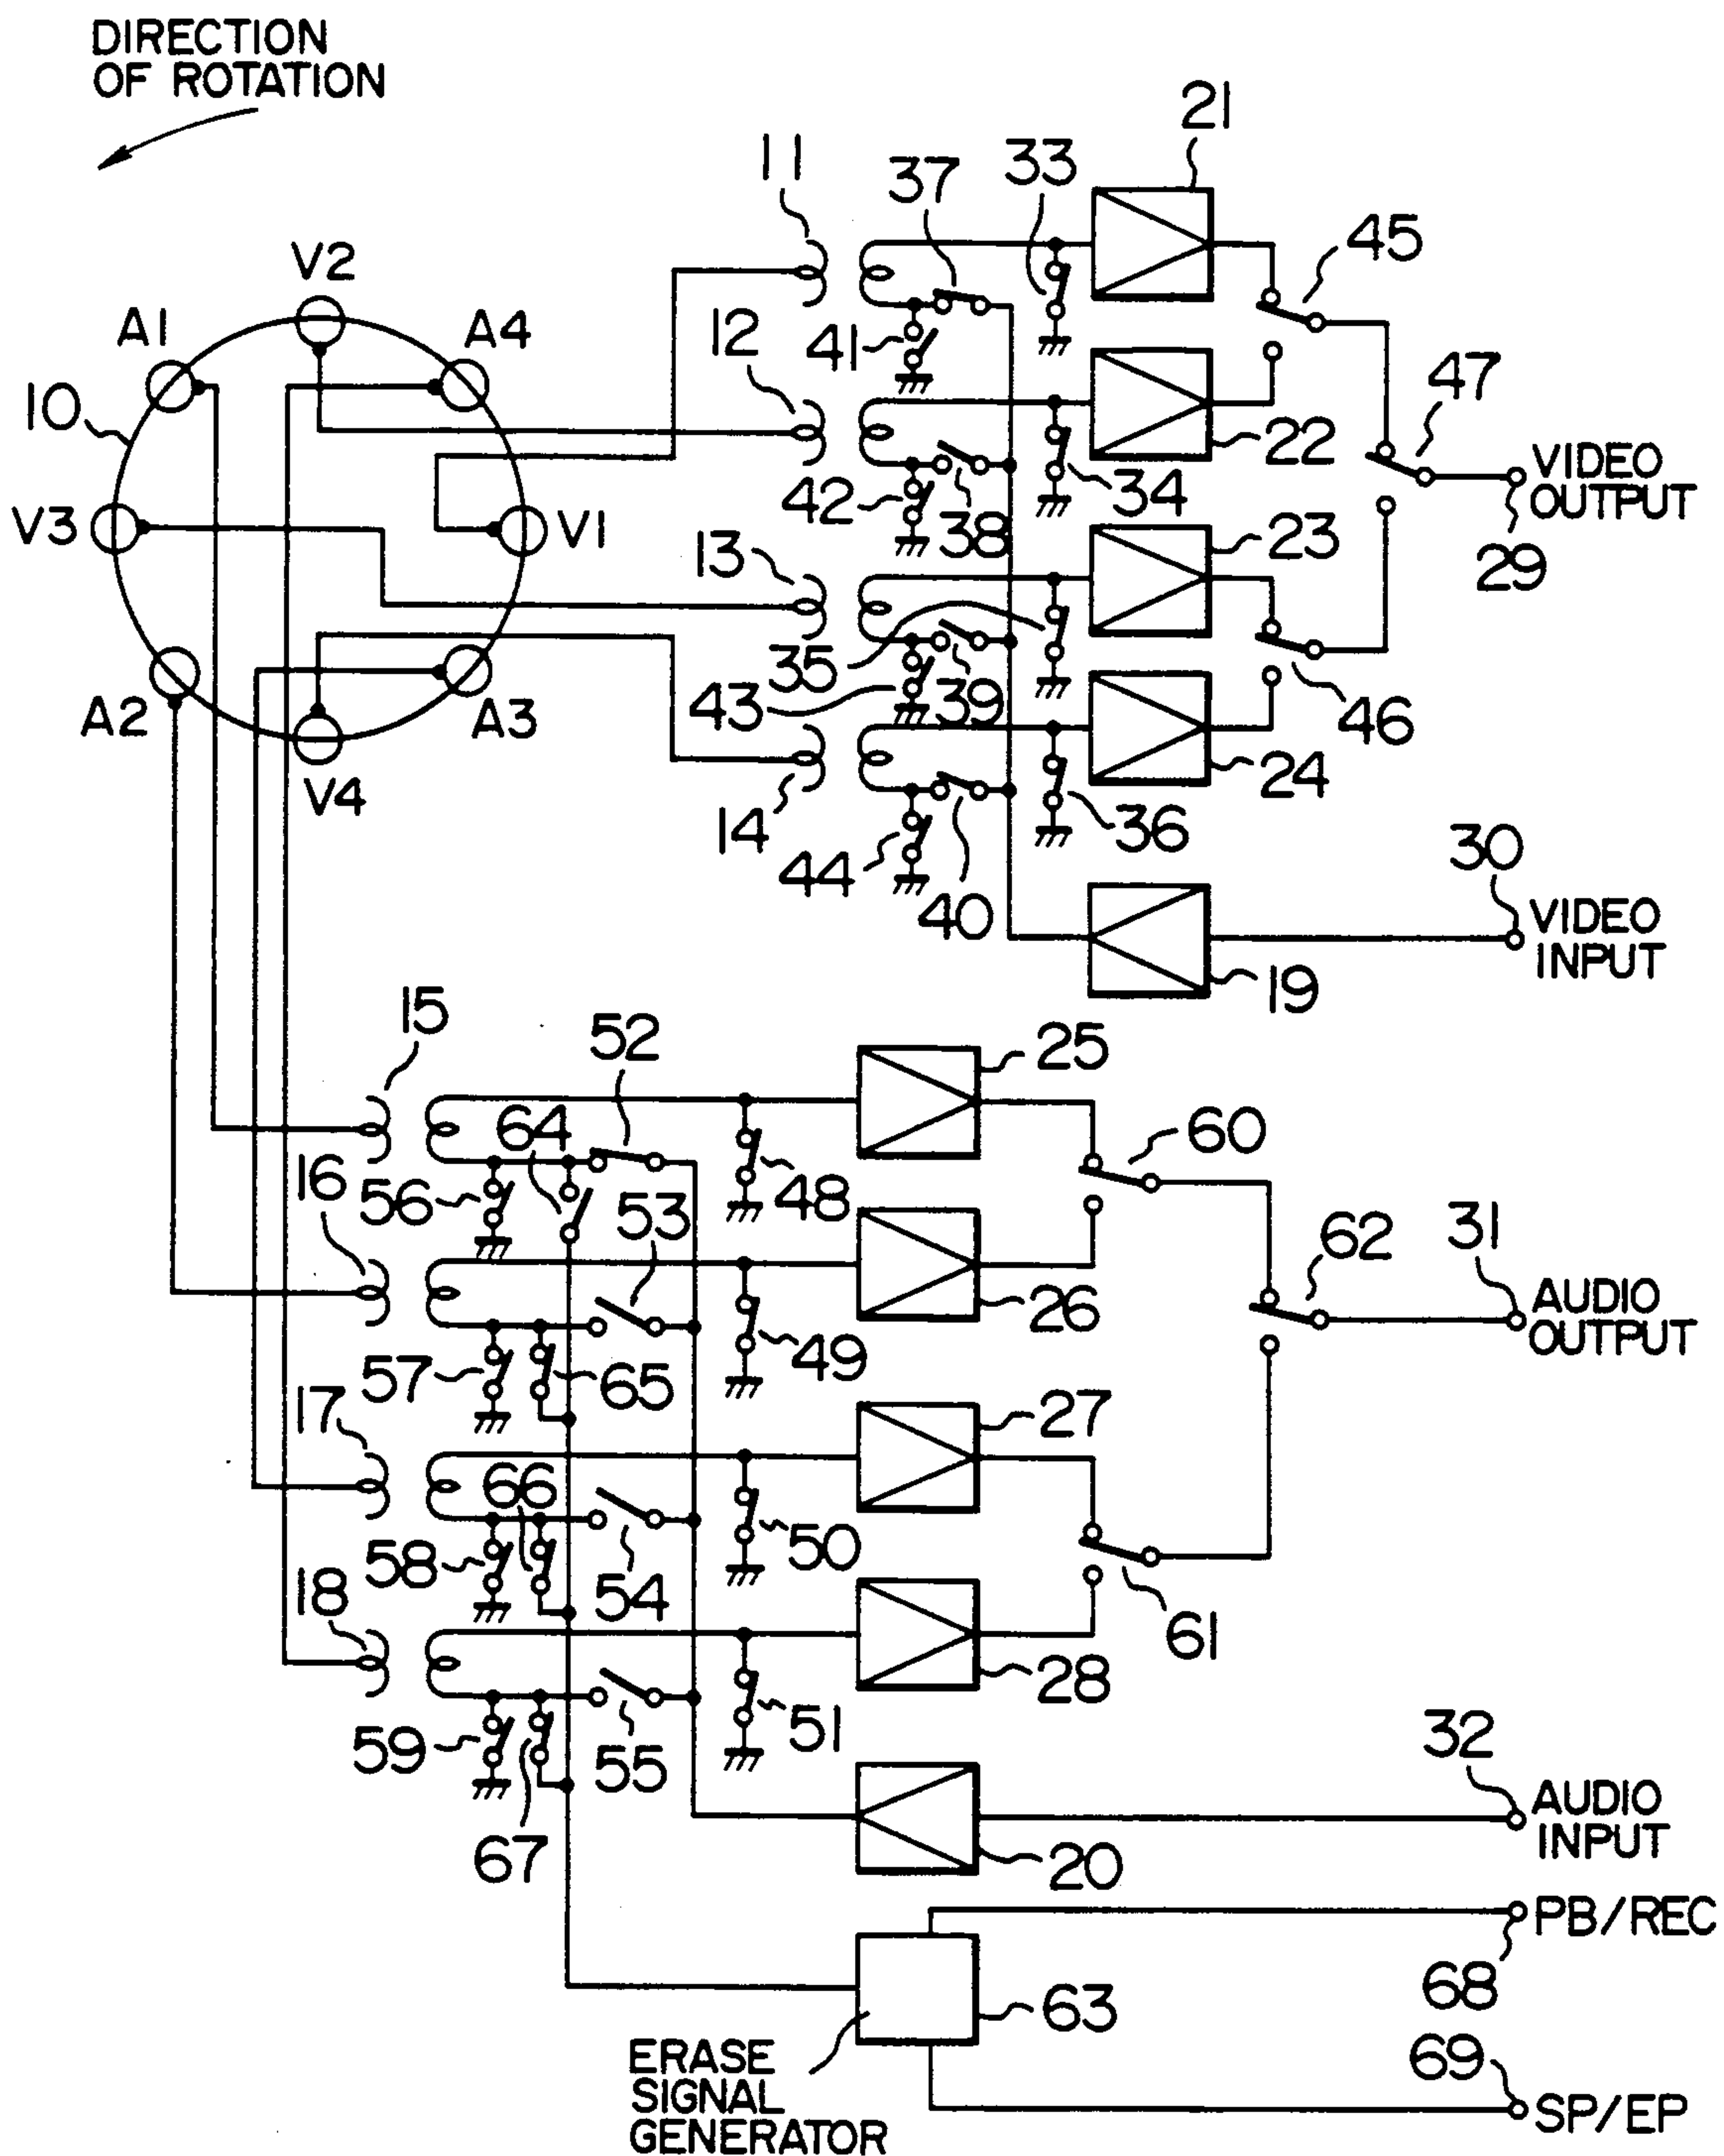 DIRECTION
OF ROTATION
21
11
37
33
45
V2
A1
A4
12
41
47
10
22
VIDEO
OUTPUT
42
38
34
V3
V1
13
23
29
35
43
39
46
A2
A3
24
V4
14
36
30
44
40
VIDEO
INPUT
19
15
52
25
64
60
16
56
53
48
62
31
26
AUDIO
OUTPUT
57
65
49
17
27
66
58
54
50
18
61
28
59
55
51
32
67
AUDIO
INPUT
20
PB/REC
68
63
ERASE
SIGNAL
GENERATOR
69
SP/EP